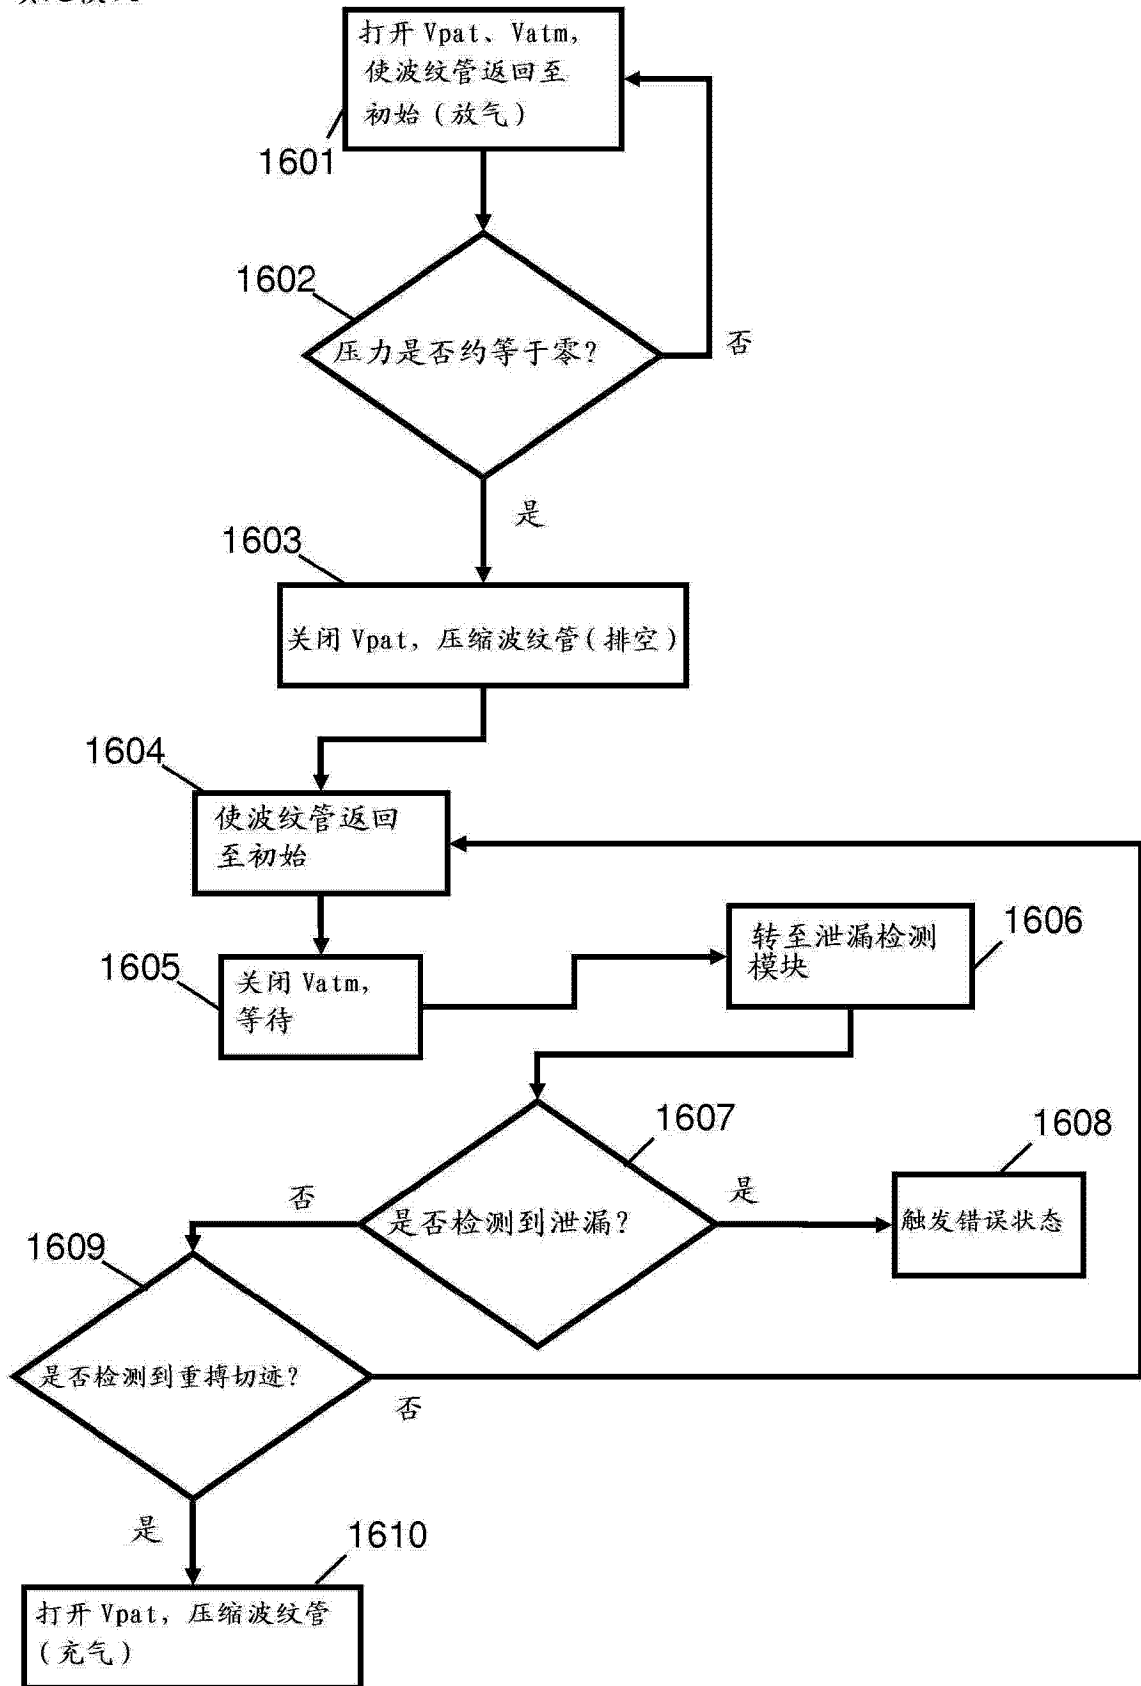 打开 Vpat、Vatm,
使波纹管返回至
初始(放气)
1601
1602
压力是否约等于零?
否
是
1603
关闭 Vpat, 压缩波纹管(排空)
1604
使波纹管返回
至初始
1605
关闭 Vatm,
等待
1606
转至泄漏检测
模块
1607
是否检测到泄漏?
是
1608
触发错误状态
否
1609
是否检测到重搏切迹?
否
是
1610
打开 Vpat, 压缩波纹管
(充气)